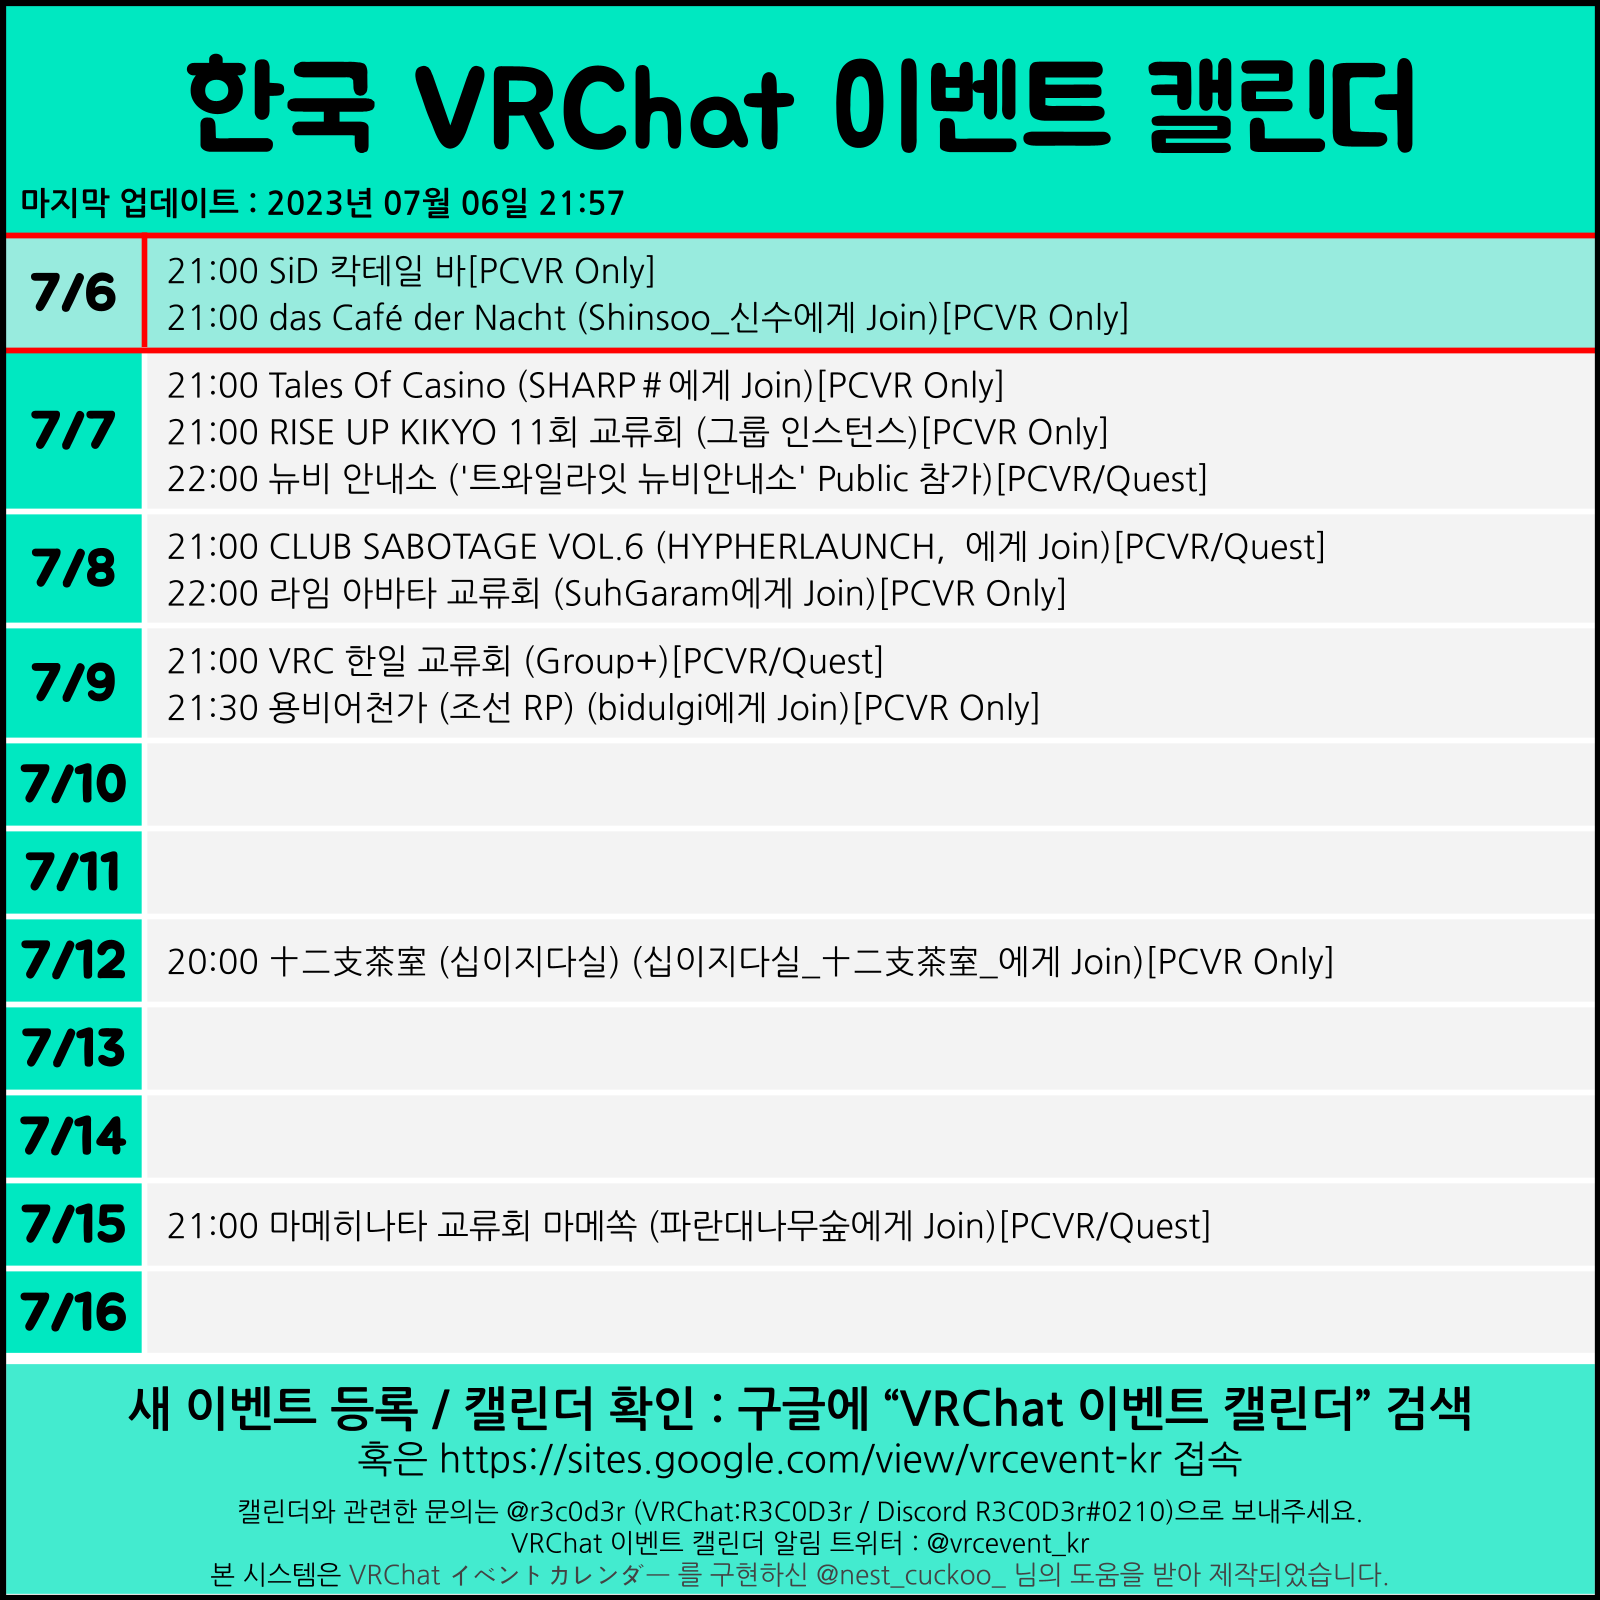 한국 VRChat 이벤트 캘린더
마지막 업데이트 : 2023년 07월 06일 21:57
7/6
21:00 SiD 칵테일 바[PCVR Only]
21:00 das Café der Nacht (Shinsoo_신수에게 Join)[PCVR Only]
7/7
21:00 Tales Of Casino (SHARP＃에게 Join)[PCVR Only]
21:00 RISE UP KIKYO 11회 교류회 (그룹 인스턴스)[PCVR Only]
22:00 뉴비 안내소 ('트와일라잇 뉴비안내소' Public 참가)[PCVR/Quest]
7/8
21:00 CLUB SABOTAGE VOL.6 (HYPHERLAUNCH,  에게 Join)[PCVR/Quest]
22:00 라임 아바타 교류회 (SuhGaram에게 Join)[PCVR Only]
7/9
21:00 VRC 한일 교류회 (Group+)[PCVR/Quest]
21:30 용비어천가 (조선 RP) (bidulgi에게 Join)[PCVR Only]
7/10
7/11
7/12
20:00 十二支茶室 (십이지다실) (십이지다실_十二支茶室_에게 Join)[PCVR Only]
7/13
7/14
7/15
21:00 마메히나타 교류회 마메쏙 (파란대나무숲에게 Join)[PCVR/Quest]
7/16
새 이벤트 등록 / 캘린더 확인 : 구글에 “VRChat 이벤트 캘린더” 검색
혹은 https://sites.google.com/view/vrcevent-kr 접속
캘린더와 관련한 문의는 @r3c0d3r (VRChat:R3C0D3r / Discord R3C0D3r#0210)으로 보내주세요.
VRChat 이벤트 캘린더 알림 트위터 : @vrcevent_kr
본 시스템은 VRChat イベントカレンダー 를 구현하신 @nest_cuckoo_ 님의 도움을 받아 제작되었습니다.